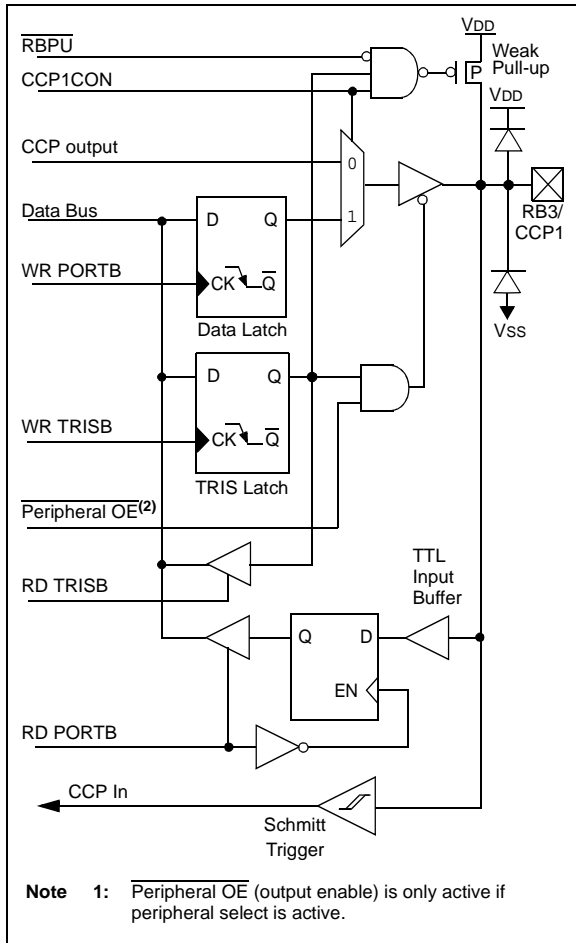 VDD
RBPU
Weak
Pull-up
P
CCP1CON
VDD
CCP output
0
Data Bus
D
Q
1
RB3/
CCP1
WR PORTB
CK
Q
Data Latch
VSS
D
Q
WR TRISB
CK
Q
TRIS Latch
Peripheral OE(2)
TTL
Input
Buffer
RD TRISB
Q
D
EN
RD PORTB
CCP In
Schmitt
Trigger
Note 1: Peripheral OE (output enable) is only active if
peripheral select is active.